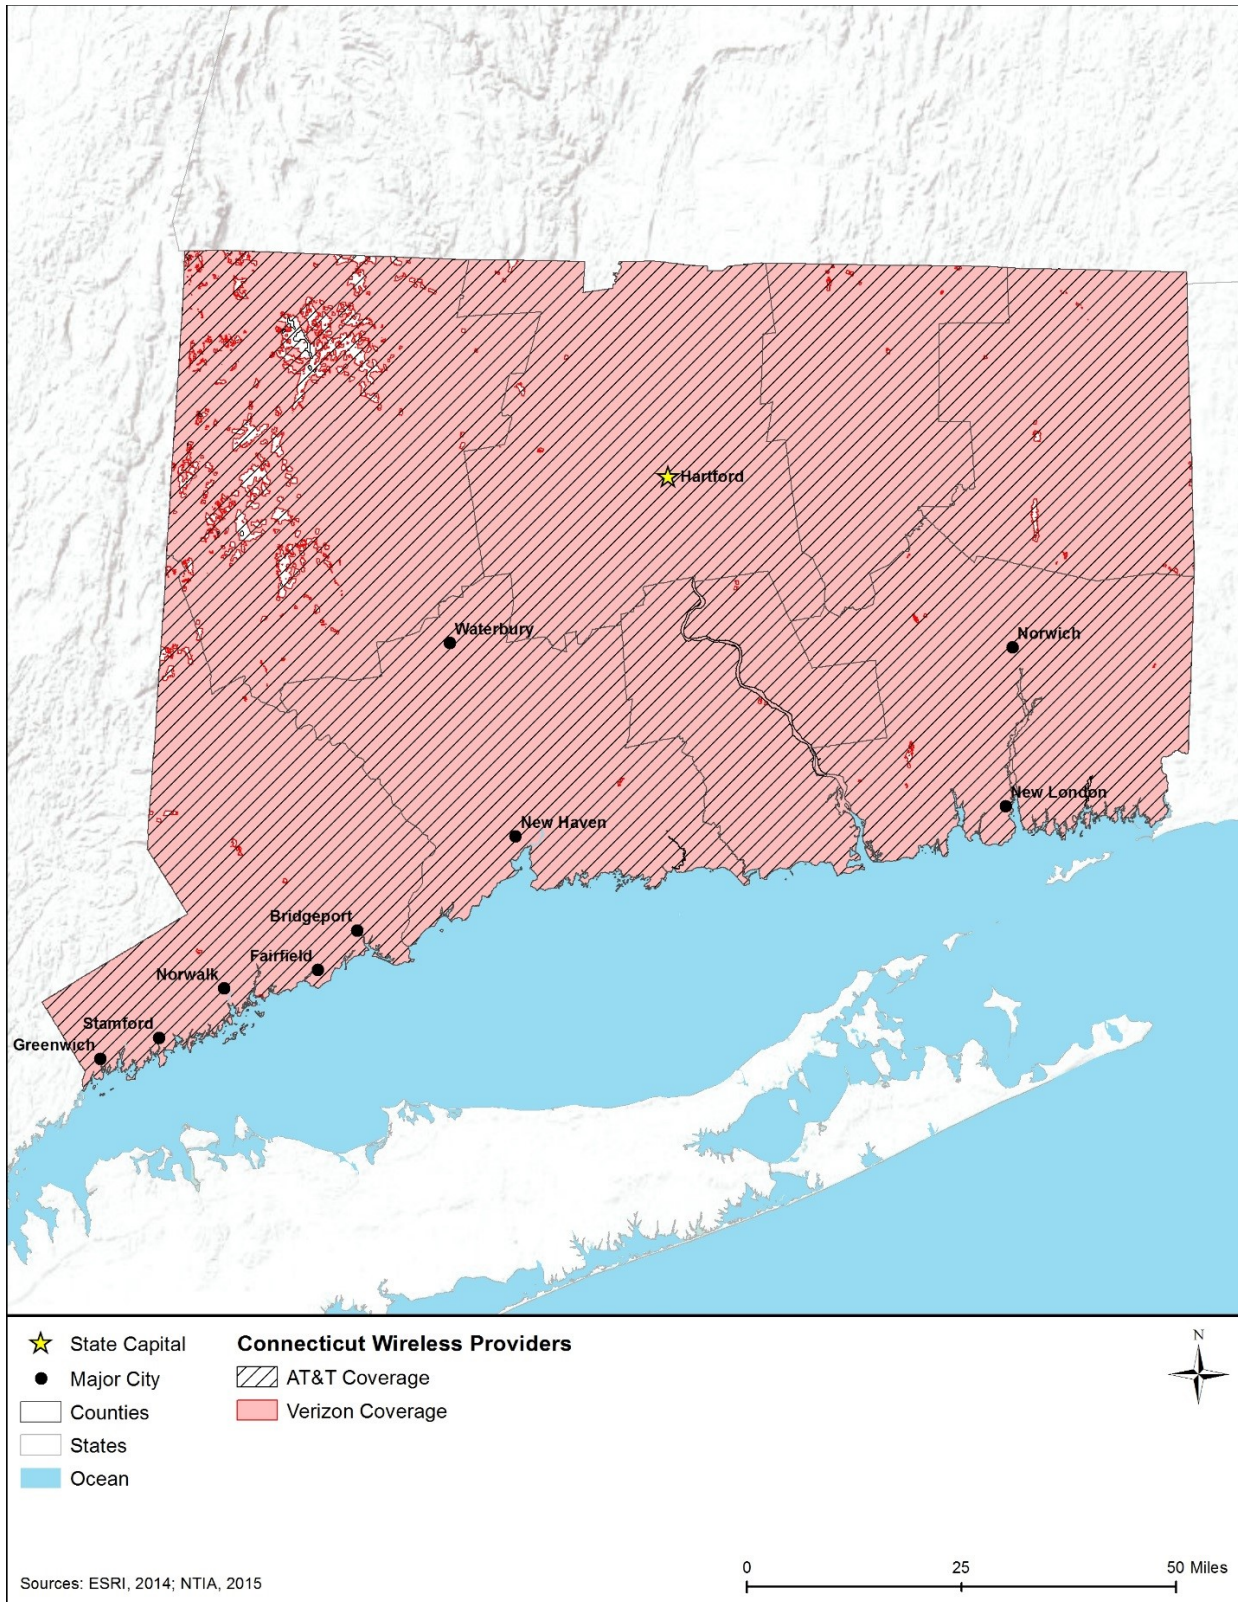 Hartford
Waterbury
Norwich
New London
New Haven
Bridgeport
Fairfield
Norwalk
Stamford
Greenwich
State Capital
Major City
Counties
States
Ocean
Connecticut Wireless Providers
AT&T Coverage
Verizon Coverage
N
Sources: ESRI, 2014; NTIA, 2015
0 25 50 Miles